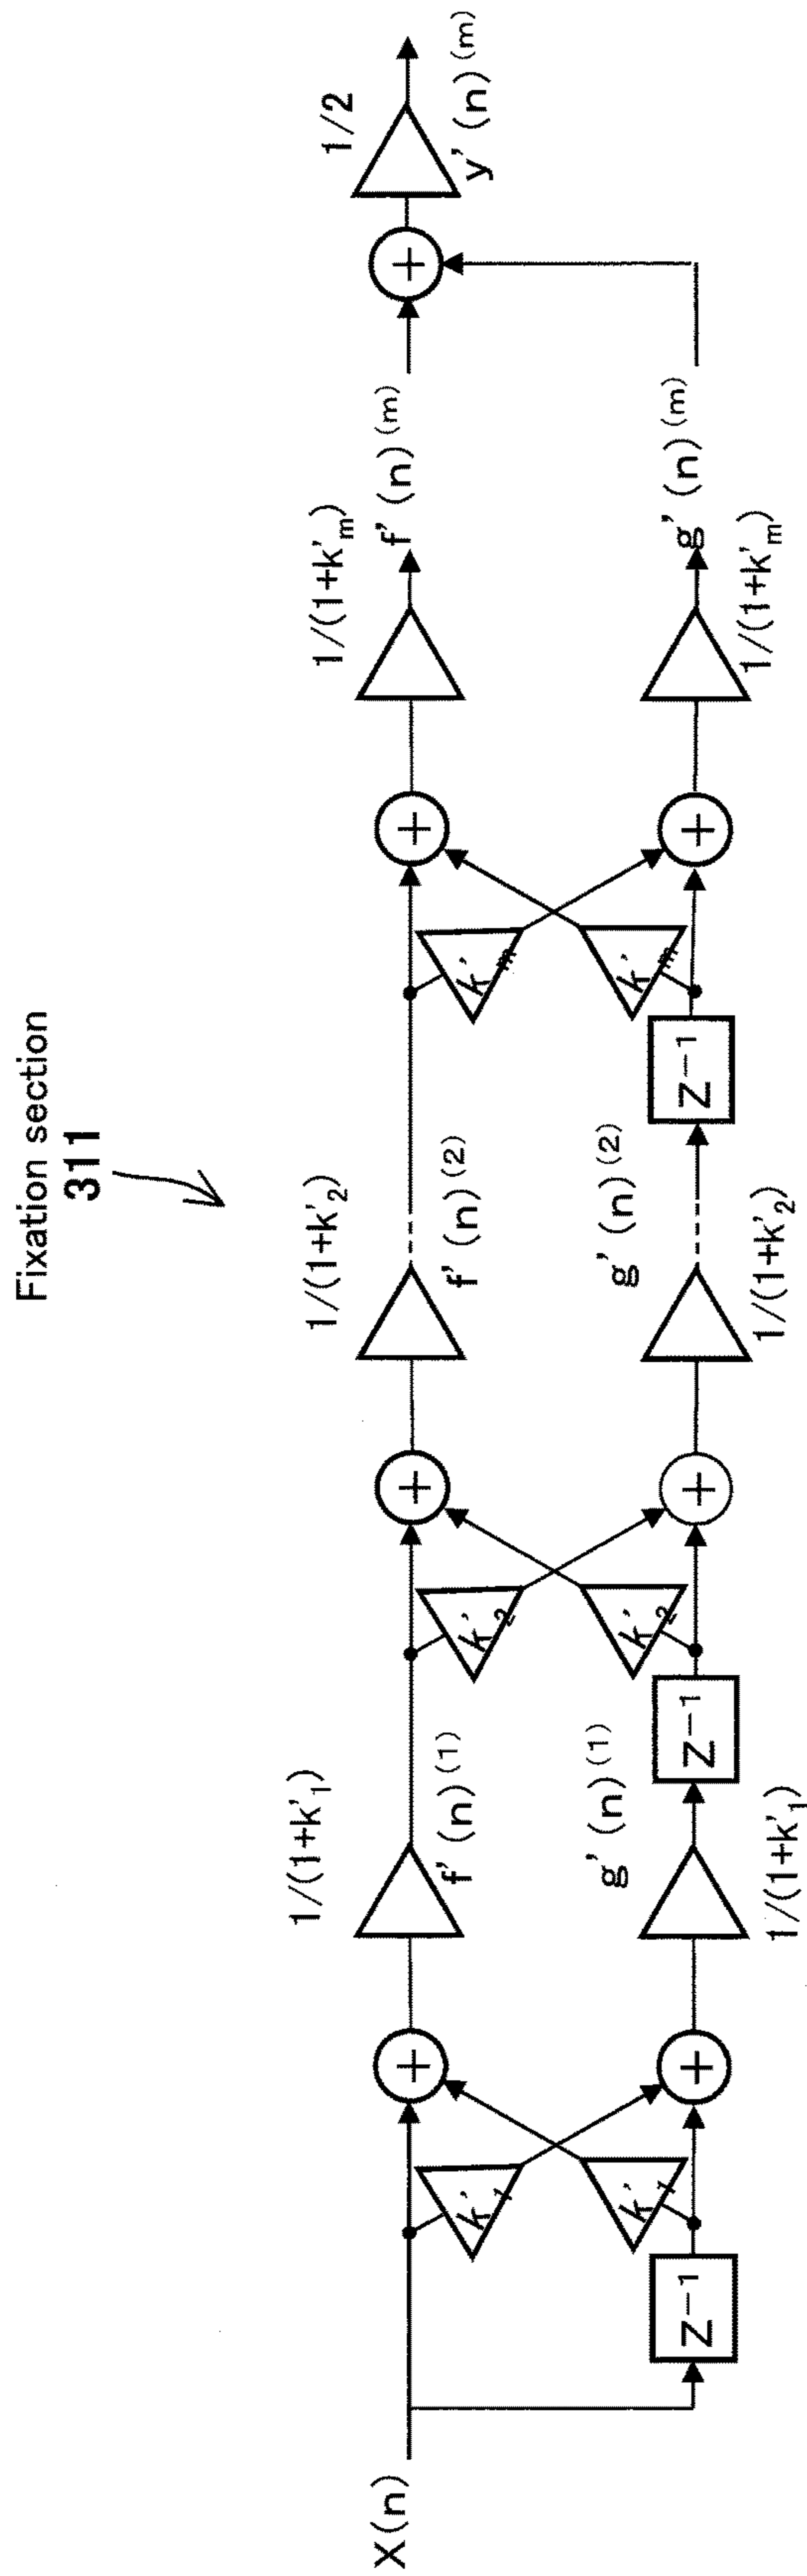 Fixation section
311
X(n)
Z⁻¹
k'₁
k'₁
+
+
1/(1+k'₁)
f'(n)⁽¹⁾
g'(n)⁽¹⁾
1/(1+k'₁)
Z⁻¹
k'₂
k'₂
+
+
1/(1+k'₂)
f'(n)⁽²⁾
g'(n)⁽²⁾
1/(1+k'₂)
Z⁻¹
k'ₘ
k'ₘ
+
+
1/(1+k'ₘ)
f'(n)⁽ᵐ⁾
g'(n)⁽ᵐ⁾
1/(1+k'ₘ)
+
1/2
y'(n)⁽ᵐ⁾